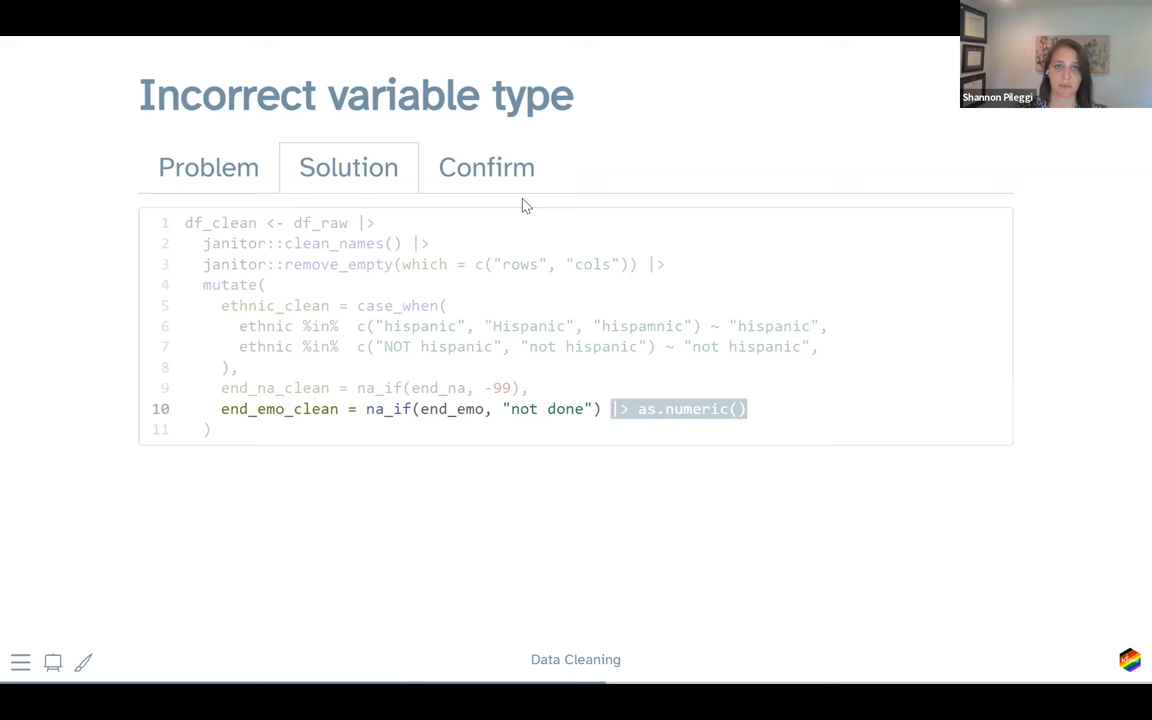 Shannon Pileggi
Incorrect variable type
Problem
Solution
Confirm
1 df_clean <- df_raw |>
2 janitor::clean_names() |>
3 janitor::remove_empty(which = c("rows", "cols")) |>
4 mutate(
5 ethnic_clean = case_when(
6 ethnic %in%  c("hispanic", "Hispanic", "hispamnic") ~ "hispanic",
7 ethnic %in%  c("NOT hispanic", "not hispanic") ~ "not hispanic",
8 ),
9 end_na_clean = na_if(end_na, -99),
10 end_emo_clean = na_if(end_emo, "not done") |> as.numeric()
11 )
Data Cleaning